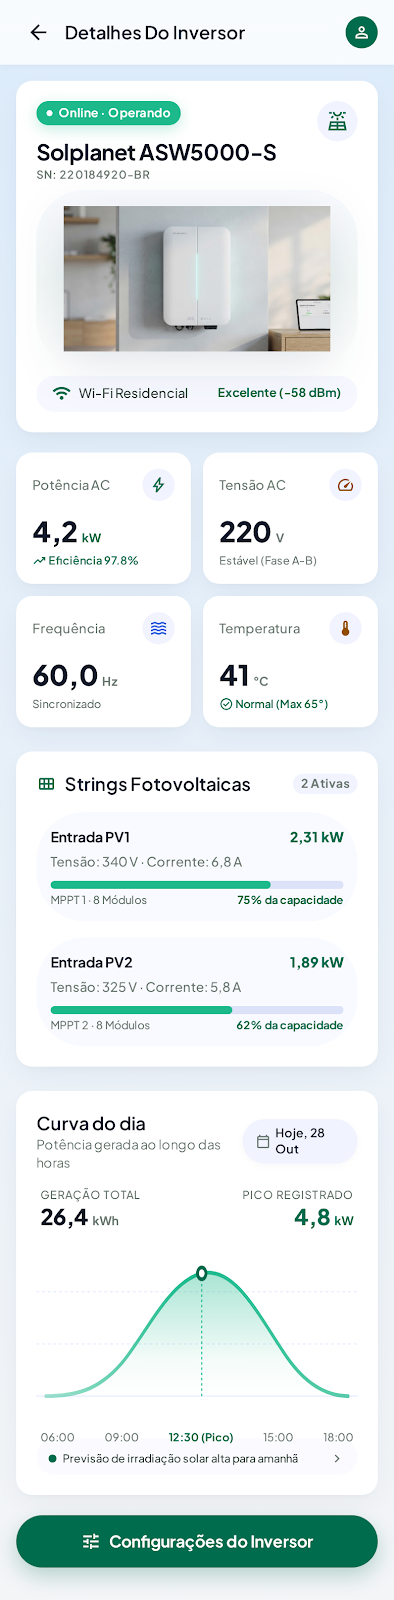 Detalhes Do Inversor
Online · Operando
Solplanet ASW5000-S
SN: 220184920-BR
Wi-Fi Residencial Excelente (-58 dBm)
Potência AC
4,2 kW
Eficiência 97.8%
Tensão AC
220 V
Estável (Fase A-B)
Frequência
60,0 Hz
Sincronizado
Temperatura
41 °C
Normal (Max 65°)
Strings Fotovoltaicas 2 Ativas
Entrada PV1 2,31 kW
Tensão: 340 V · Corrente: 6,8 A
MPPT 1 · 8 Módulos 75% da capacidade
Entrada PV2 1,89 kW
Tensão: 325 V · Corrente: 5,8 A
MPPT 2 · 8 Módulos 62% da capacidade
Curva do dia
Potência gerada ao longo das
horas
Hoje, 28
Out
GERAÇÃO TOTAL
26,4 kWh
PICO REGISTRADO
4,8 kW
06:00 09:00 12:30 (Pico) 15:00 18:00
Previsão de irradiação solar alta para amanhã
Configurações do Inversor